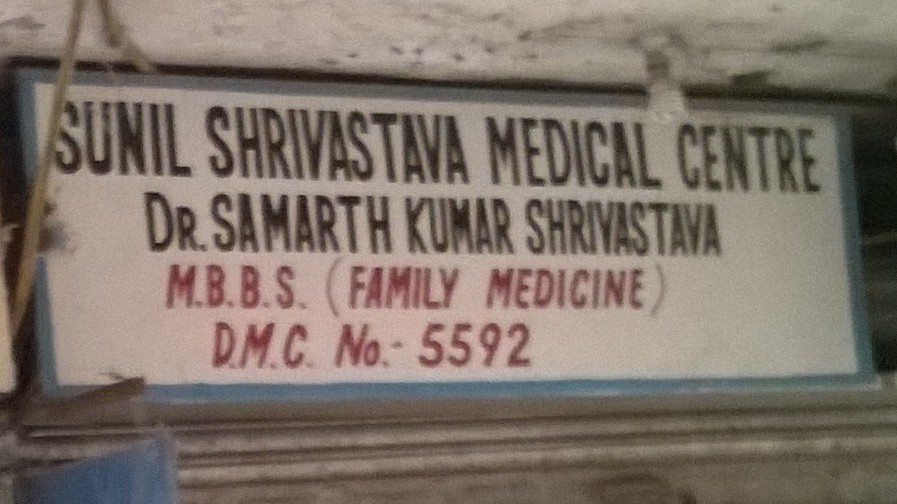 SUNIL SHRIVASTAVA MEDICAL CENTRE
DR. SAMARTH KUMAR SHRIVASTAVA
M.B.B.S. (FAMILY MEDICINE)
D.M.C. No.- 5592